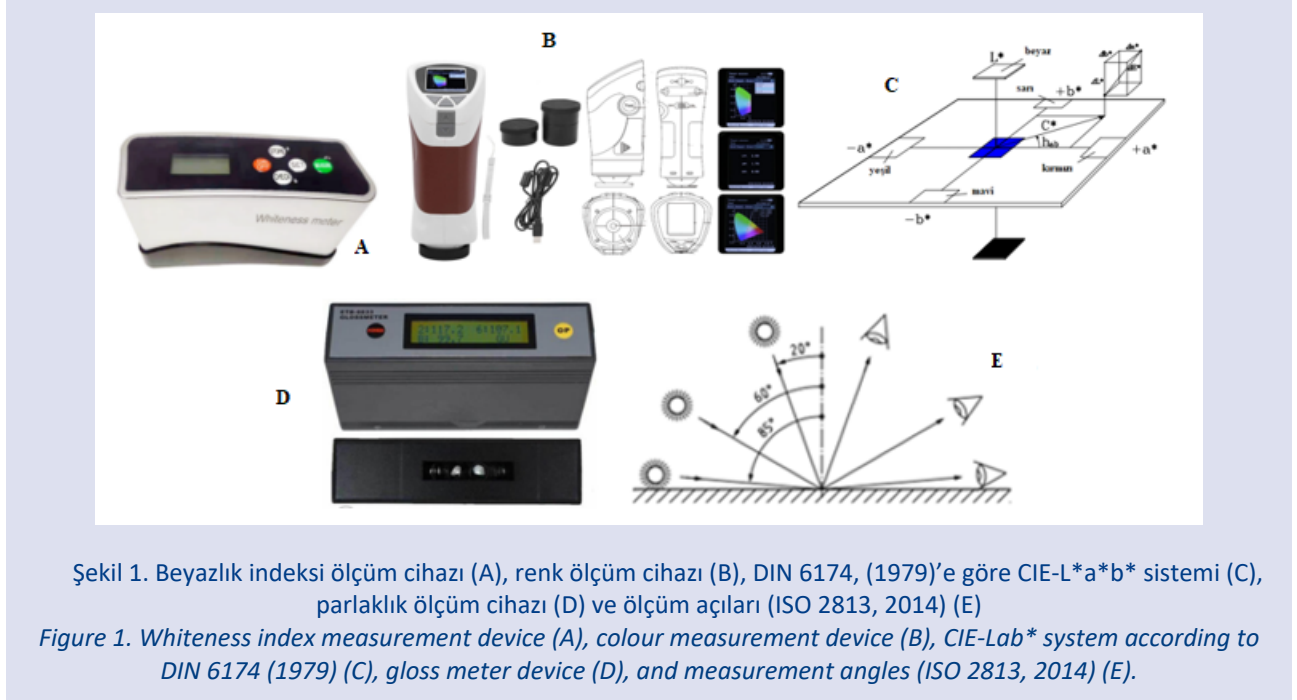 B
L*
beyaz
C
sarı
+b*
C*
hab
-a*
+a*
yeşil
kırmızı
mavi
-b*
Whiteness meter
A
GLOSSMETER
D
20°
60°
85°
E
Şekil 1. Beyazlık indeksi ölçüm cihazı (A), renk ölçüm cihazı (B), DIN 6174, (1979)’e göre CIE-L*a*b* sistemi (C),
parlaklık ölçüm cihazı (D) ve ölçüm açıları (ISO 2813, 2014) (E)
Figure 1. Whiteness index measurement device (A), colour measurement device (B), CIE-Lab* system according to
DIN 6174 (1979) (C), gloss meter device (D), and measurement angles (ISO 2813, 2014) (E).